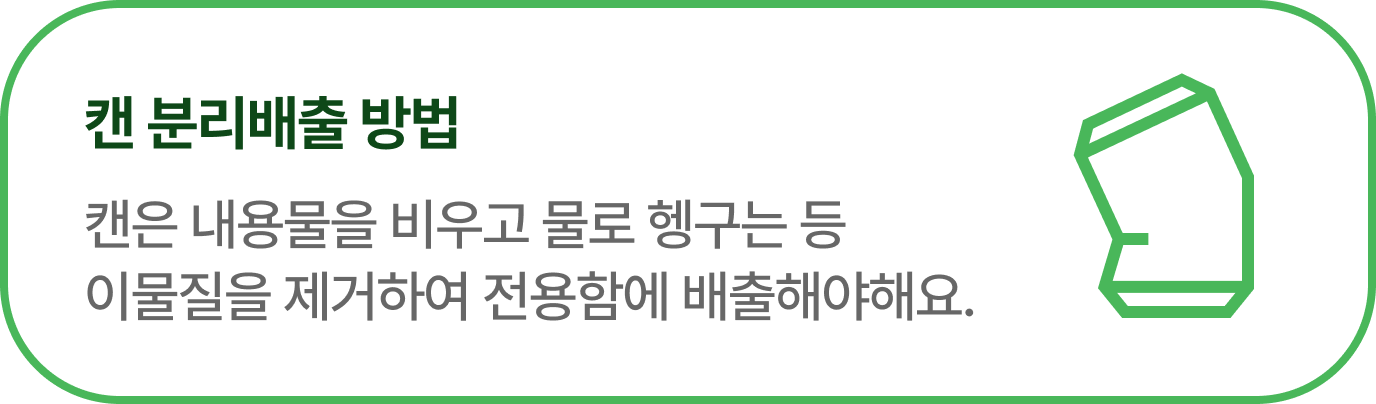 캔 분리배출 방법
캔은 내용물을 비우고 물로 헹구는 등
이물질을 제거하여 전용함에 배출해야해요.